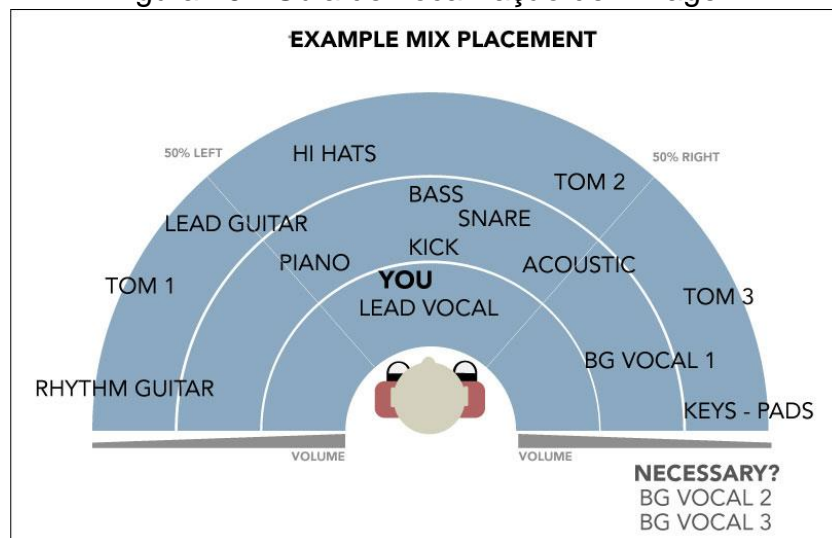 EXAMPLE MIX PLACEMENT
50% LEFT
HI HATS
50% RIGHT
TOM 2
BASS
LEAD GUITAR
SNARE
KICK
PIANO
ACOUSTIC
YOU
TOM 1
TOM 3
LEAD VOCAL
BG VOCAL 1
RHYTHM GUITAR
KEYS - PADS
VOLUME
VOLUME
NECESSARY?
BG VOCAL 2
BG VOCAL 3